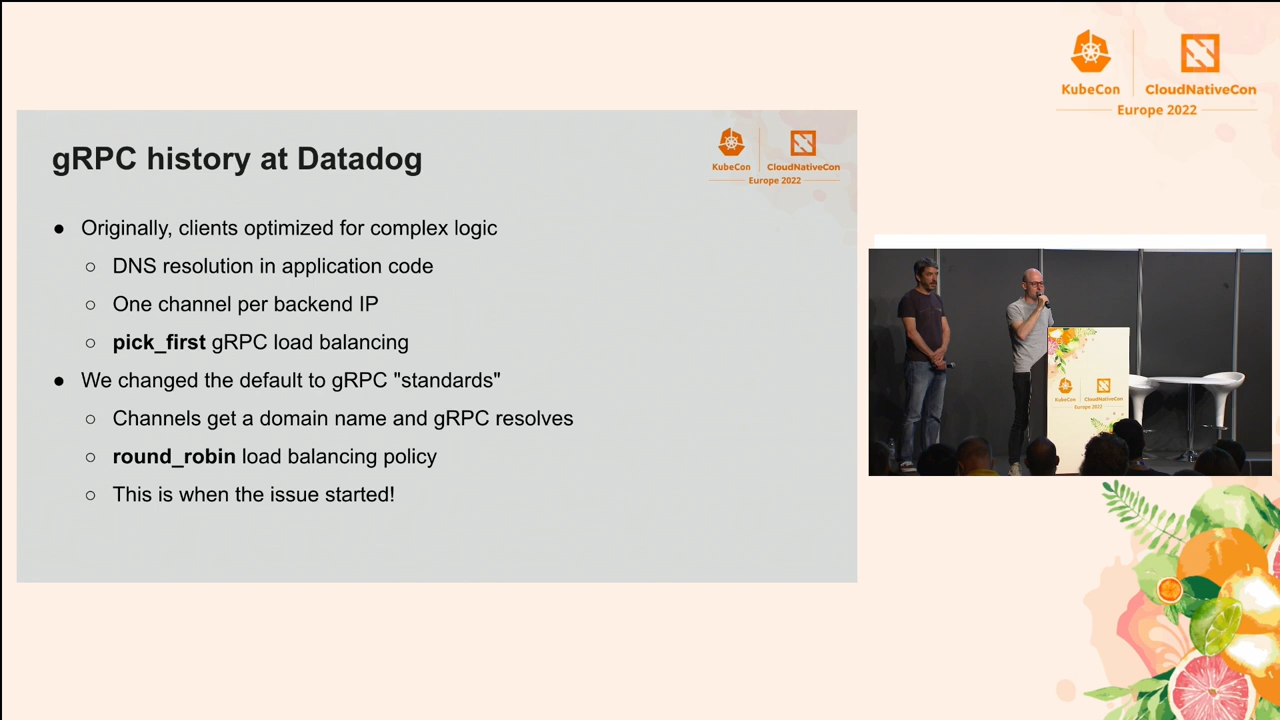 KubeCon
CloudNativeCon
Europe 2022
gRPC history at Datadog
KubeCon
CloudNativeCon
Europe 2022
● Originally, clients optimized for complex logic
○ DNS resolution in application code
○ One channel per backend IP
○ pick_first gRPC load balancing
● We changed the default to gRPC "standards"
○ Channels get a domain name and gRPC resolves
○ round_robin load balancing policy
○ This is when the issue started!
KubeCon
CloudNativeCon
Europe 2022